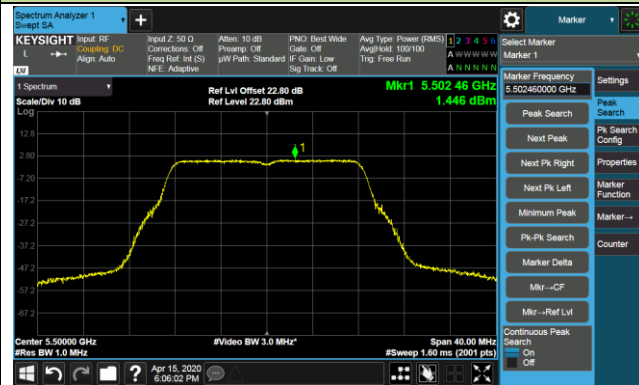 Spectrum Analyzer 1
Swept SA
Marker
KEYSIGHT
L
LXI
Input: RF
Coupling: DC
Align: Auto
Input Z: 50 Ω
Corrections: Off
Freq Ref: Int (S)
NFE: Adaptive
Atten: 10 dB
Preamp: Off
µW Path: Standard
PNO: Best Wide
Gate: Off
IF Gain: Low
Sig Track: Off
Avg Type: Power (RMS)
Avg|Hold: 100/100
Trig: Free Run
1 2 3 4 5 6
A W W W W W
A N N N N N
Select Marker
Marker 1
1 Spectrum
Scale/Div 10 dB
Log
Ref Lvl Offset 22.80 dB
Ref Level 22.80 dBm
Mkr1 5.502 46 GHz
1.446 dBm
12.8
2.80
-7.20
-17.2
-27.2
-37.2
-47.2
-57.2
-67.2
1
Center 5.50000 GHz
#Res BW 1.0 MHz
#Video BW 3.0 MHz*
Span 40.00 MHz
#Sweep 1.60 ms (2001 pts)
Marker Frequency
5.502460000 GHz
Peak Search
Next Peak
Next Pk Right
Next Pk Left
Minimum Peak
Pk-Pk Search
Marker Delta
Mkr→CF
Mkr→Ref Lvl
Continuous Peak
Search
On
Off
Settings
Peak
Search
Pk Search
Config
Properties
Marker
Function
Marker→
Counter
?
Apr 15, 2020
6:06:02 PM